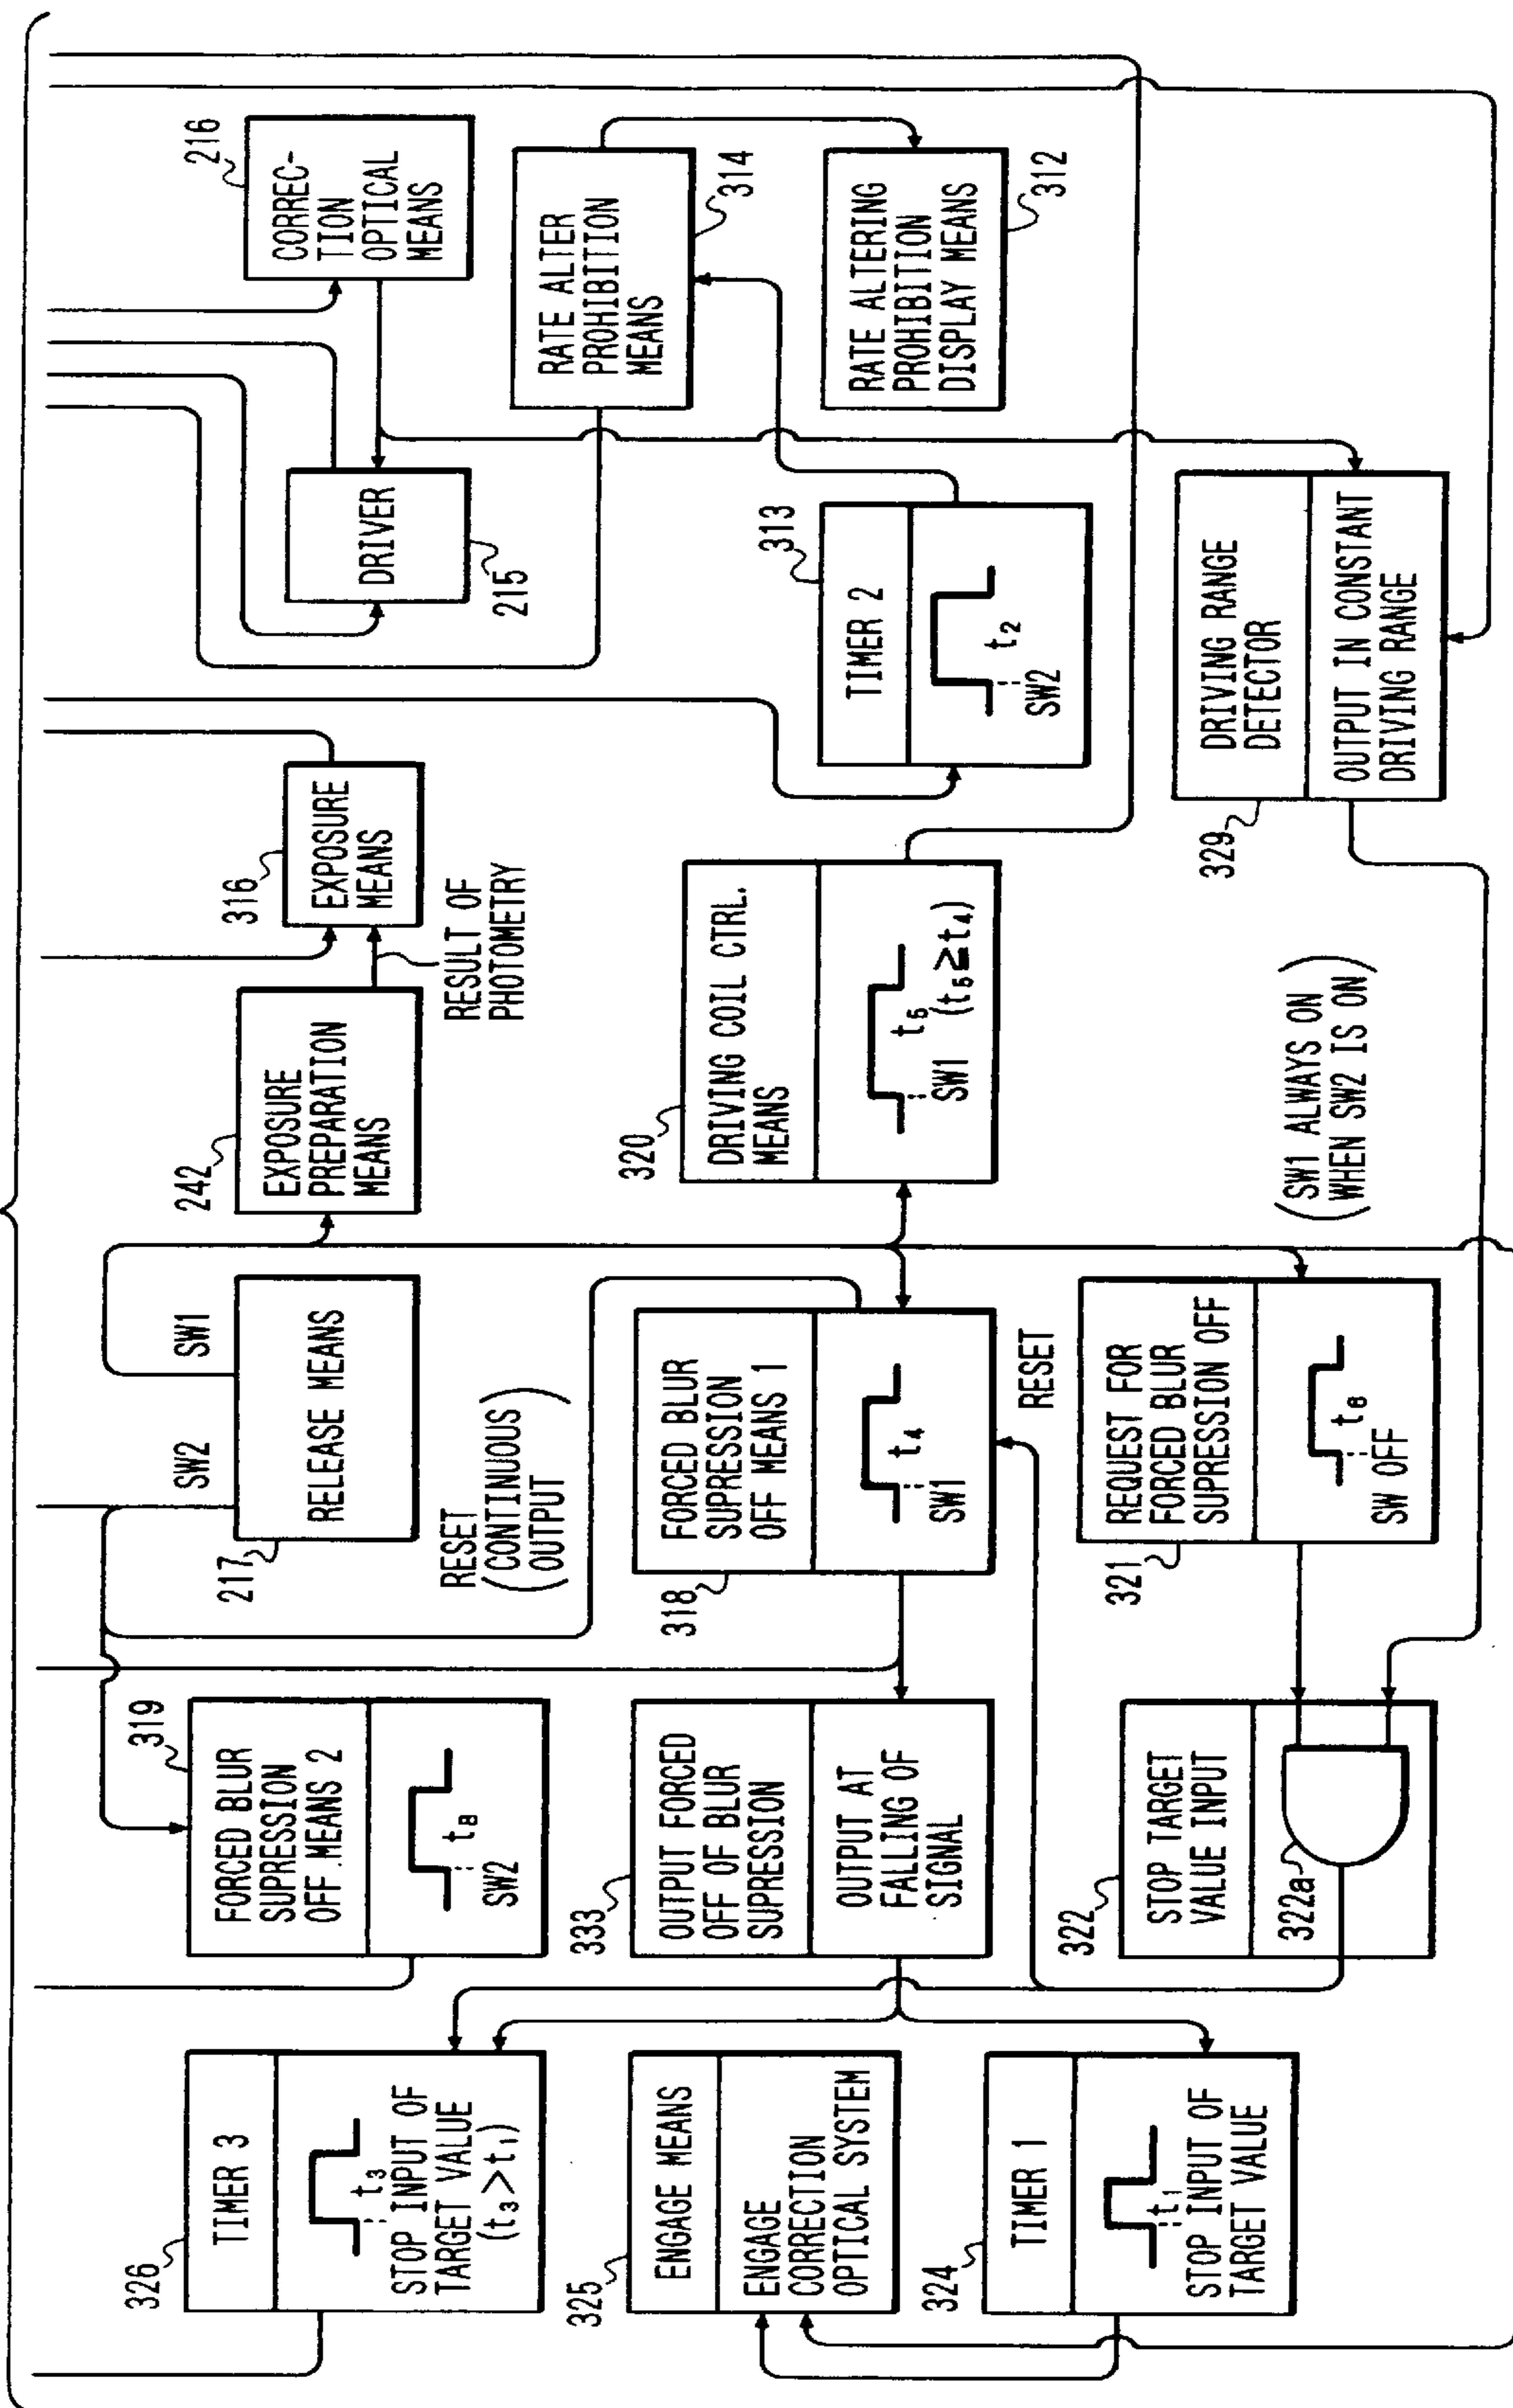 326
TIMER 3
t3
STOP INPUT OF
TARGET VALUE
(t3 > t1)
319
FORCED BLUR
SUPRESSION
OFF MEANS 2
t8
SW2
SW2
SW1
217
RELEASE MEANS
242
EXPOSURE
PREPARATION
MEANS
RESULT OF
PHOTOMETRY
316
EXPOSURE
MEANS
DRIVER
215
216
CORREC-
TION
OPTICAL
MEANS
325
ENGAGE MEANS
ENGAGE
CORRECTION
OPTICAL SYSTEM
333
OUTPUT FORCED
OFF OF BLUR
SUPRESSION
OUTPUT AT
FALLING OF
SIGNAL
RESET
(CONTINUOUS
OUTPUT)
318
FORCED BLUR
SUPRESSION
OFF MEANS 1
t4
SW1
RESET
320
DRIVING COIL CTRL.
MEANS
t5
SW1 (t5 ≧ t4)
313
TIMER 2
t2
SW2
RATE ALTER
PROHIBITION
MEANS
314
RATE ALTERING
PROHIBITION
DISPLAY MEANS
312
324
TIMER 1
t1
STOP INPUT OF
TARGET VALUE
322
STOP TARGET
VALUE INPUT
322a
321
REQUEST FOR
FORCED BLUR
SUPRESSION OFF
t6
SW OFF
(SW1 ALWAYS ON
WHEN SW2 IS ON)
329
DRIVING RANGE
DETECTOR
OUTPUT IN CONSTANT
DRIVING RANGE